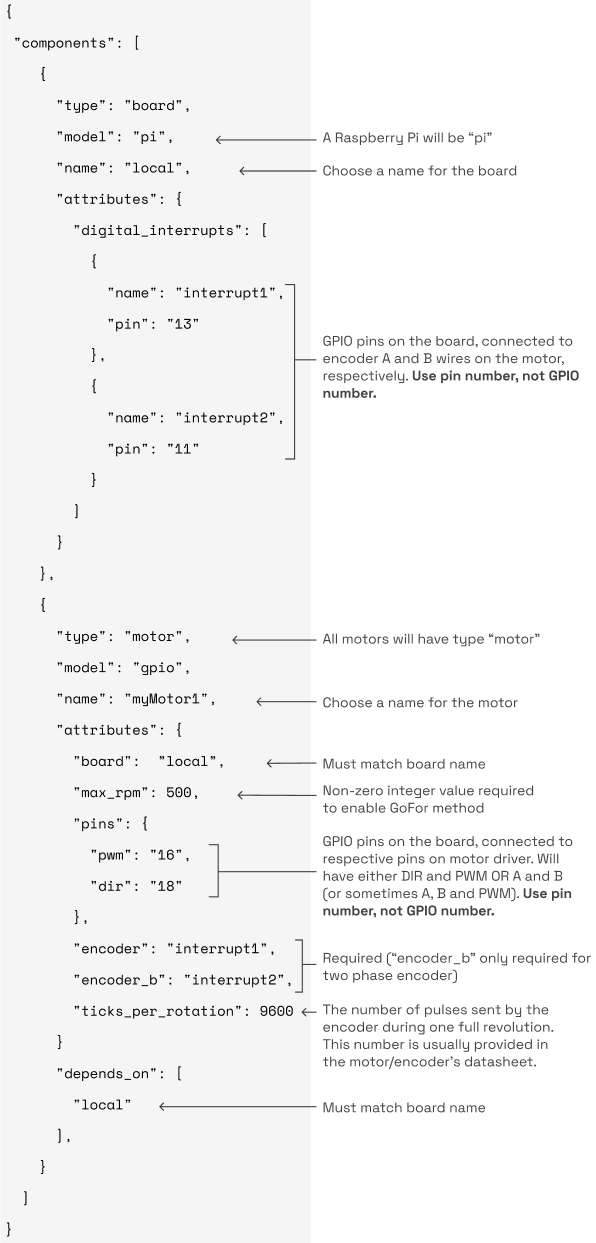 {
"components": [
{
"type": "board",
"model": "pi",
A Raspberry Pi will be “pi”
"name": "local",
Choose a name for the board
"attributes": {
"digital_interrupts": [
{
"name": "interrupt1",
"pin": "13"
},
{
"name": "interrupt2",
"pin": "11"
}
GPIO pins on the board, connected to
encoder A and B wires on the motor,
respectively. Use pin number, not GPIO
number.
]
}
},
{
"type": "motor",
All motors will have type “motor”
"model": "gpio",
"name": "myMotor1",
Choose a name for the motor
"attributes": {
"board":  "local",
Must match board name
"max_rpm": 500,
Non-zero integer value required
to enable GoFor method
"pins": {
"pwm": "16",
"dir": "18"
GPIO pins on the board, connected to
respective pins on motor driver. Will
have either DIR and PWM OR A and B
(or sometimes A, B and PWM). Use pin
number, not GPIO number.
},
"encoder": "interrupt1",
"encoder_b": "interrupt2",
Required (“encoder_b” only required for
two phase encoder)
"ticks_per_rotation": 9600
The number of pulses sent by the
encoder during one full revolution.
This number is usually provided in
the motor/encoder’s datasheet.
}
"depends_on": [
"local"
Must match board name
],
}
]
}